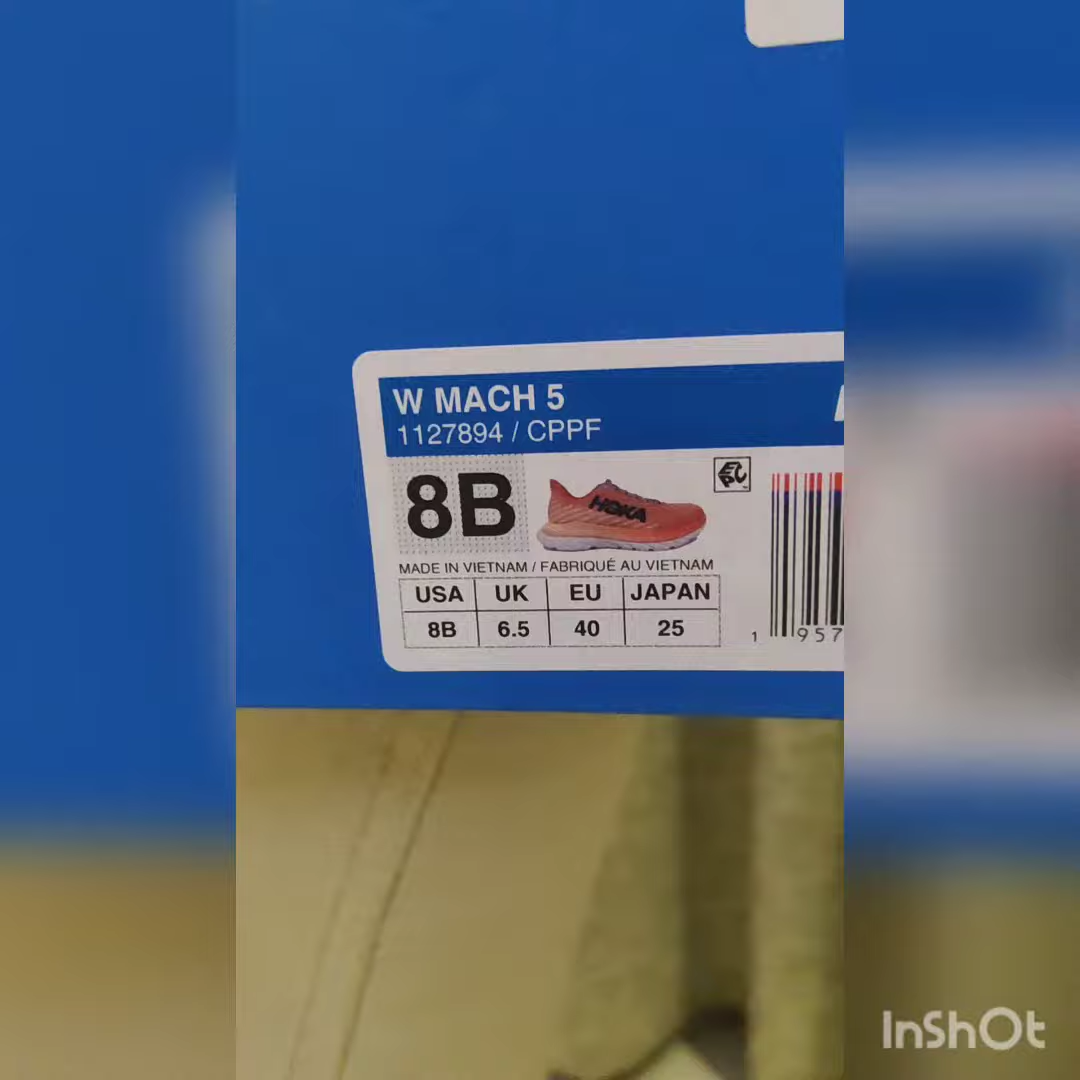 W MACH 5
1127894 / CPPF
8B
HOKA
MADE IN VIETNAM / FABRIQUÉ AU VIETNAM
USA UK EU JAPAN
8B 6.5 40 25
1 957
InShOt